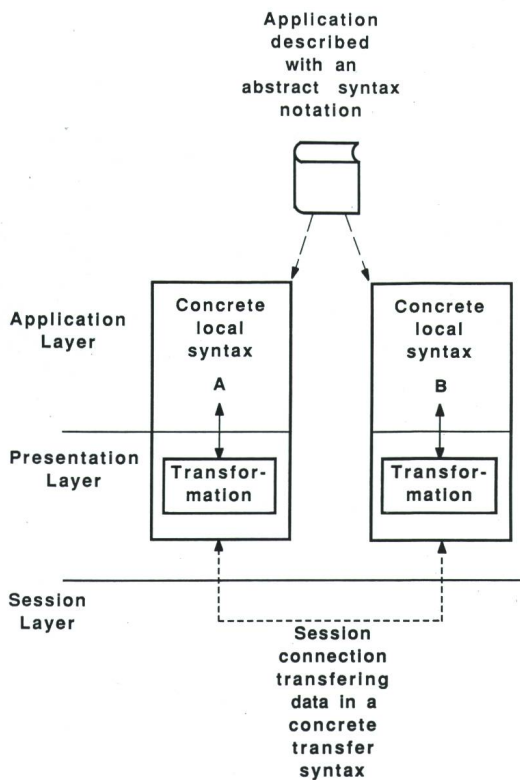 Application
described
with an
abstract syntax
notation
Application
Layer
Concrete
local
syntax
A
Concrete
local
syntax
B
Presentation
Layer
Transfor-
mation
Transfor-
mation
Session
Layer
Session
connection
transfering
data in a
concrete
transfer
syntax